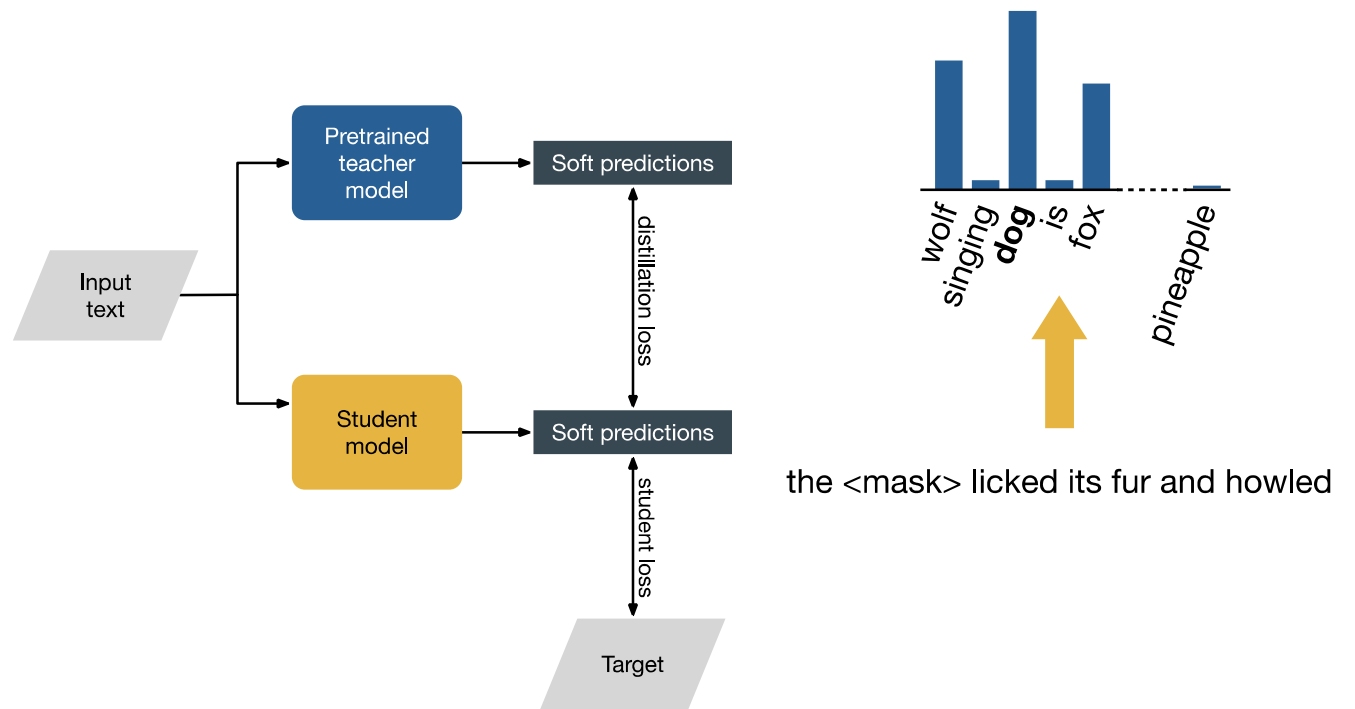 Pretrained
teacher
model
Soft predictions
Input
text
distillation loss
Student
model
Soft predictions
student loss
Target
wolf
singing
dog
is
fox
pineapple
the <mask> licked its fur and howled